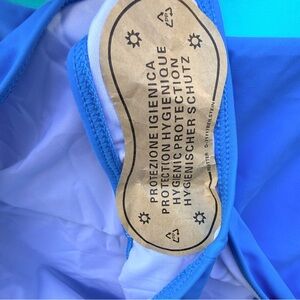 PROTEZIONE IGIENICA
PROTECTION HYGIENIQUE
HYGIENIC PROTECTION
HYGIENISCHER SCHUTZ